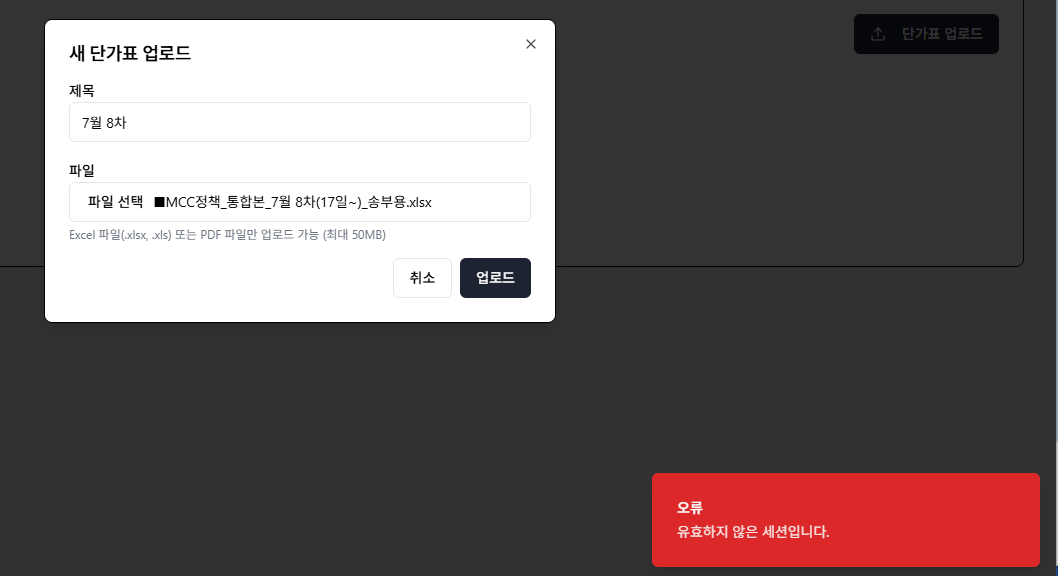 단가표 업로드
새 단가표 업로드
제목
7월 8차
파일
파일 선택 ■MCC정책_통합본_7월 8차(17일~)_송부용.xlsx
Excel 파일(.xlsx, .xls) 또는 PDF 파일만 업로드 가능 (최대 50MB)
취소 업로드
오류
유효하지 않은 세션입니다.